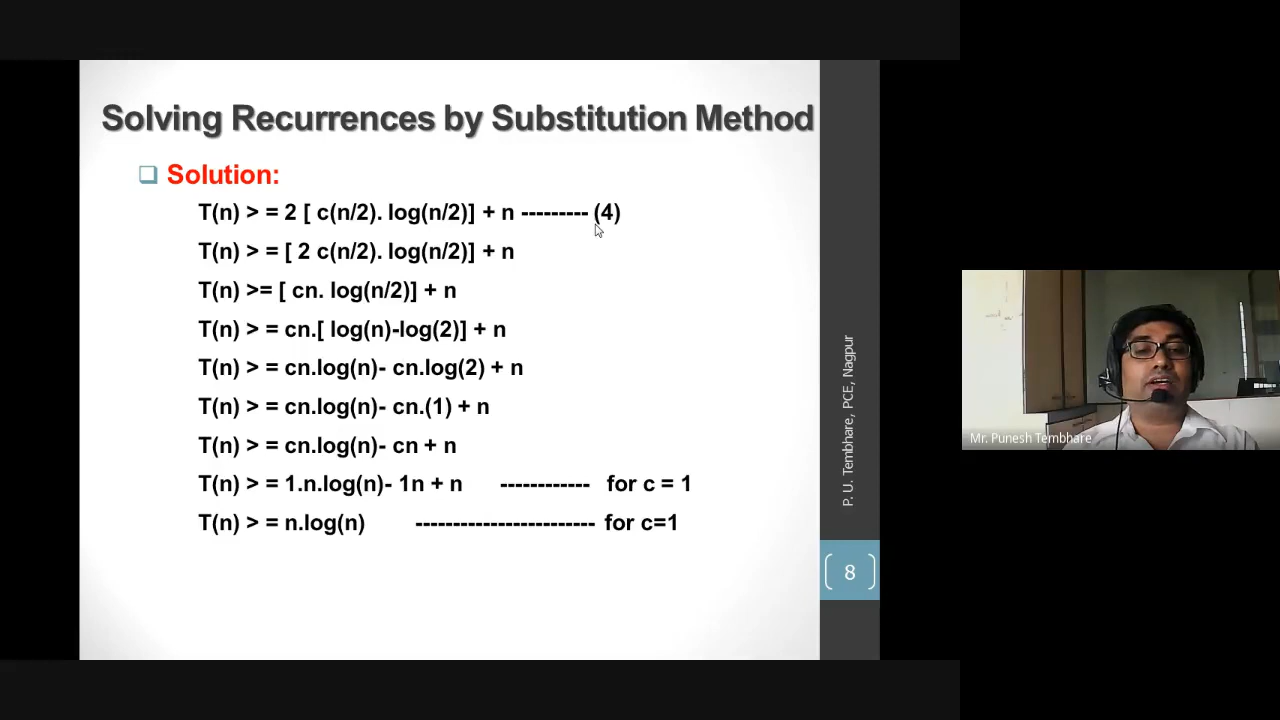 Solving Recurrences by Substitution Method
Solution:
T(n) > = 2 [ c(n/2). log(n/2)] + n --------- (4)
T(n) > = [ 2 c(n/2). log(n/2)] + n
T(n) >= [ cn. log(n/2)] + n
T(n) > = cn.[ log(n)-log(2)] + n
T(n) > = cn.log(n)- cn.log(2) + n
T(n) > = cn.log(n)- cn.(1) + n
T(n) > = cn.log(n)- cn + n
T(n) > = 1.n.log(n)- 1n + n ------------ for c = 1
T(n) > = n.log(n) ------------------------ for c=1
P. U. Tembhare, PCE, Nagpur
8
Mr. Punesh Tembhare